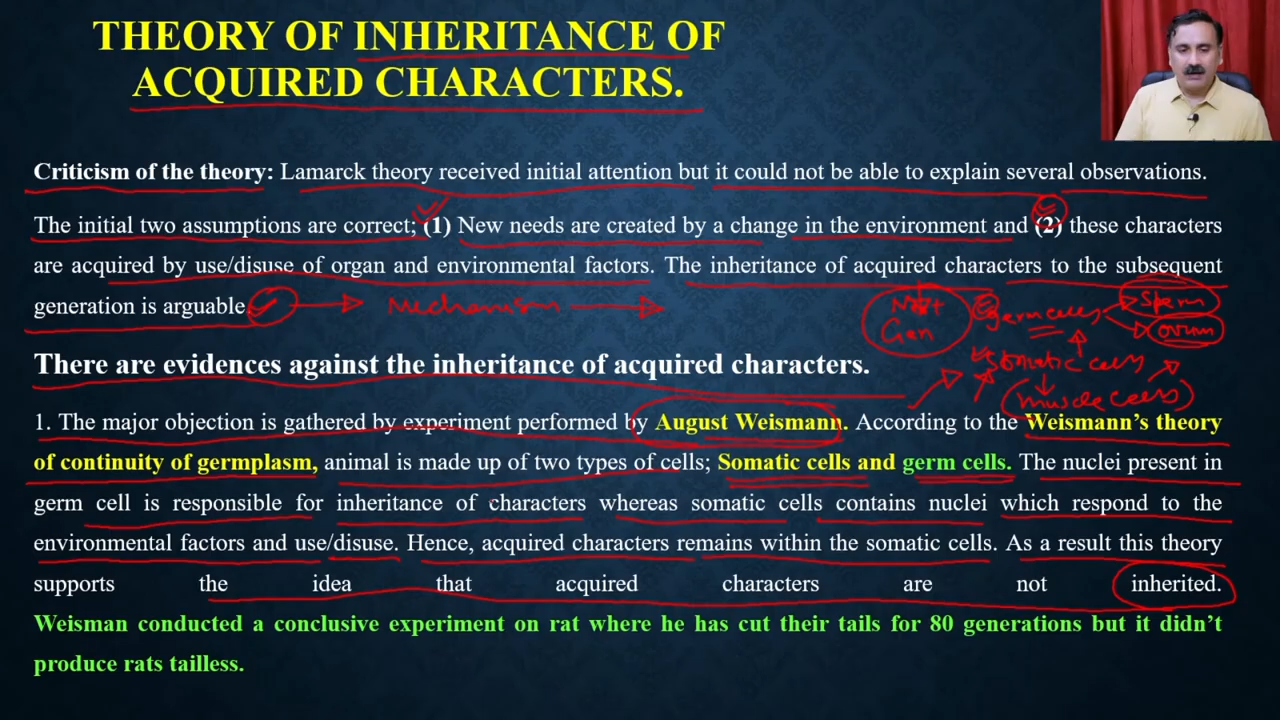 THEORY OF INHERITANCE OF
ACQUIRED CHARACTERS.
Criticism of the theory: Lamarck theory received initial attention but it could not be able to explain several observations.
The initial two assumptions are correct; (1) New needs are created by a change in the environment and (2) these characters
are acquired by use/disuse of organ and environmental factors. The inheritance of acquired characters to the subsequent
generation is arguable.
Mechanism
Next
Gen
germ cells
Sperm
ovum
Somatic cells
muscle cells
There are evidences against the inheritance of acquired characters.
1. The major objection is gathered by experiment performed by August Weismann. According to the Weismann’s theory
of continuity of germplasm, animal is made up of two types of cells; Somatic cells and germ cells. The nuclei present in
germ cell is responsible for inheritance of characters whereas somatic cells contains nuclei which respond to the
environmental factors and use/disuse. Hence, acquired characters remains within the somatic cells. As a result this theory
supports the idea that acquired characters are not inherited.
Weisman conducted a conclusive experiment on rat where he has cut their tails for 80 generations but it didn’t
produce rats tailless.